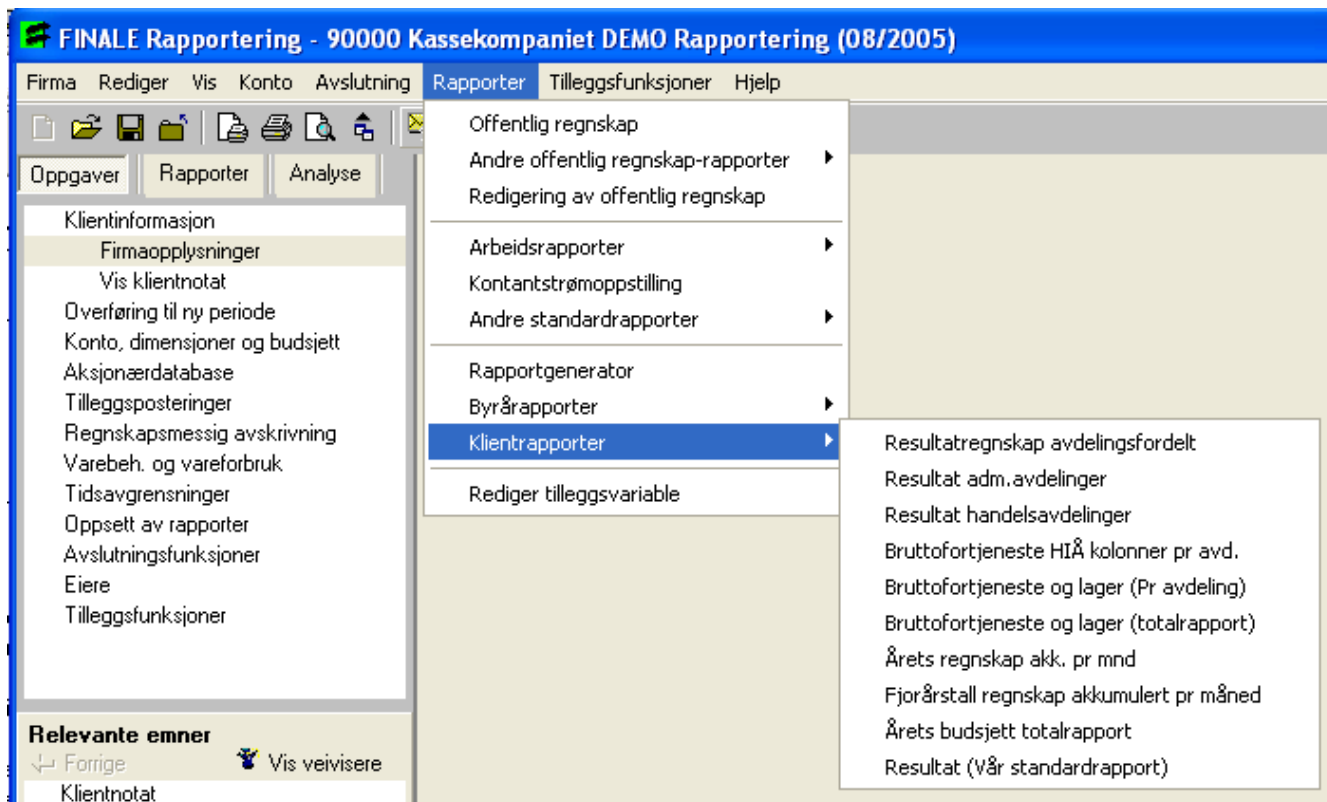 FINALE Rapportering - 90000 Kassekompaniet DEMO Rapportering (08/2005)
Firma Rediger Vis Konto Avslutning Rapporter Tilleggsfunksjoner Hjelp
Oppgaver Rapporter Analyse
Klientinformasjon
Firmaopplysninger
Vis klientnotat
Overføring til ny periode
Konto, dimensjoner og budsjett
Aksjonærdatabase
Tilleggsposteringer
Regnskapsmessig avskrivning
Varebeh. og vareforbruk
Tidsavgrensninger
Oppsett av rapporter
Avslutningsfunksjoner
Eiere
Tilleggsfunksjoner
Relevante emner
Forrige Vis veivisere
Klientnotat
Offentlig regnskap
Andre offentlig regnskap-rapporter
Redigering av offentlig regnskap
Arbeidsrapporter
Kontantstrømoppstilling
Andre standardrapporter
Rapportgenerator
Byrårapporter
Klientrapporter
Rediger tilleggsvariable
Resultatregnskap avdelingsfordelt
Resultat adm.avdelinger
Resultat handelsavdelinger
Bruttofortjeneste HIÅ kolonner pr avd.
Bruttofortjeneste og lager (Pr avdeling)
Bruttofortjeneste og lager (totalrapport)
Årets regnskap akk. pr mnd
Fjorårstall regnskap akkumulert pr måned
Årets budsjett totalrapport
Resultat (Vår standardrapport)